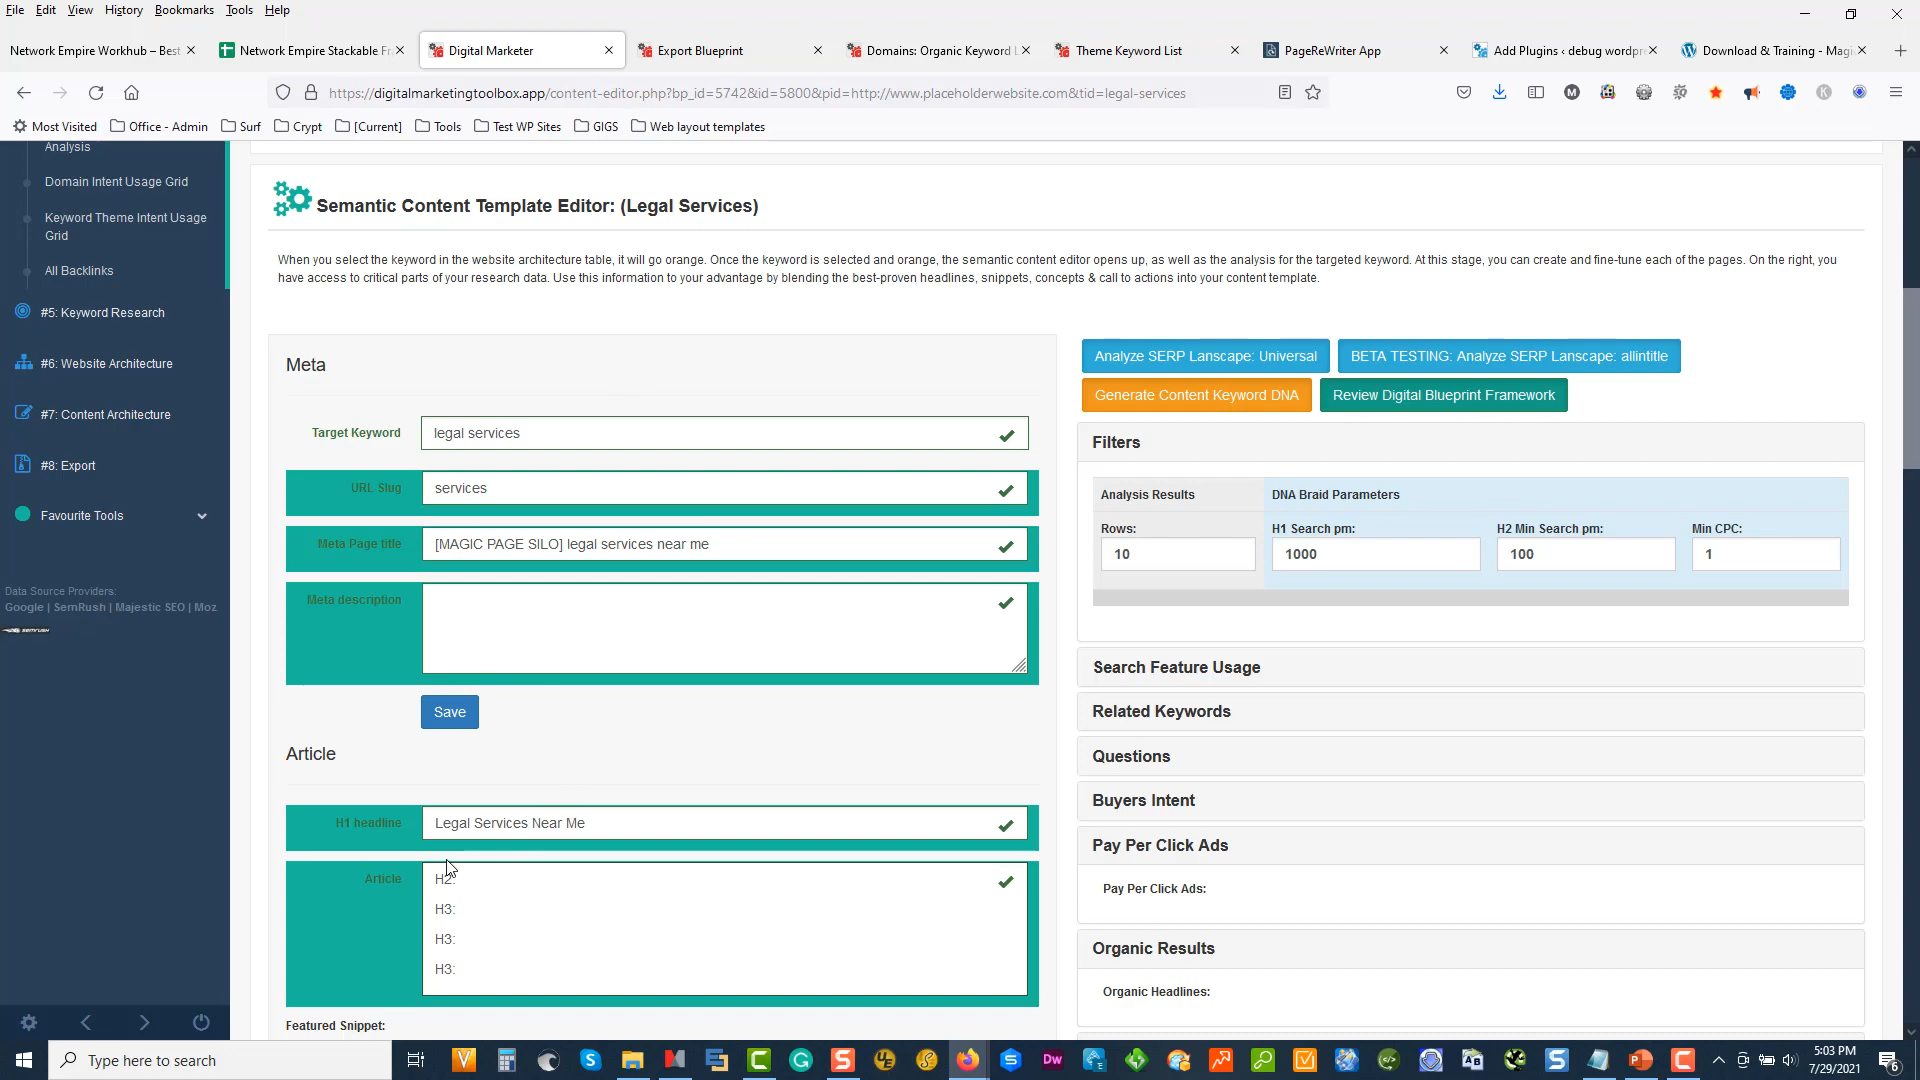 File Edit View History Bookmarks Tools Help
Network Empire Workhub – Best
Network Empire Stackable Fr
Digital Marketer
Export Blueprint
Domains: Organic Keyword L
Theme Keyword List
PageReWriter App
Add Plugins ‹ debug wordpr
Download & Training - Magi
https://digitalmarketingtoolbox.app/content-editor.php?bp_id=5742&id=5800&pid=http://www.placeholderwebsite.com&tid=legal-services
Most Visited Office - Admin Surf Crypt [Current] Tools Test WP Sites GIGS Web layout templates
Analysis
Domain Intent Usage Grid
Keyword Theme Intent Usage
Grid
All Backlinks
#5: Keyword Research
#6: Website Architecture
#7: Content Architecture
#8: Export
Favourite Tools
Data Source Providers:
Google | SemRush | Majestic SEO | Moz
SEMRUSH
Semantic Content Template Editor: (Legal Services)
When you select the keyword in the website architecture table, it will go orange. Once the keyword is selected and orange, the semantic content editor opens up, as well as the analysis for the targeted keyword. At this stage, you can create and fine-tune each of the pages. On the right, you
have access to critical parts of your research data. Use this information to your advantage by blending the best-proven headlines, snippets, concepts & call to actions into your content template.
Meta
Target Keyword legal services
URL Slug services
Meta Page title [MAGIC PAGE SILO] legal services near me
Meta description
Save
Article
H1 headline Legal Services Near Me
Article H2:
H3:
H3:
H3:
Featured Snippet:
Analyze SERP Lanscape: Universal
BETA TESTING: Analyze SERP Lanscape: allintitle
Generate Content Keyword DNA
Review Digital Blueprint Framework
Filters
Analysis Results DNA Braid Parameters
Rows: H1 Search pm: H2 Min Search pm: Min CPC:
10 1000 100 1
Search Feature Usage
Related Keywords
Questions
Buyers Intent
Pay Per Click Ads
Pay Per Click Ads:
Organic Results
Organic Headlines:
Type here to search
5:03 PM
7/29/2021
6